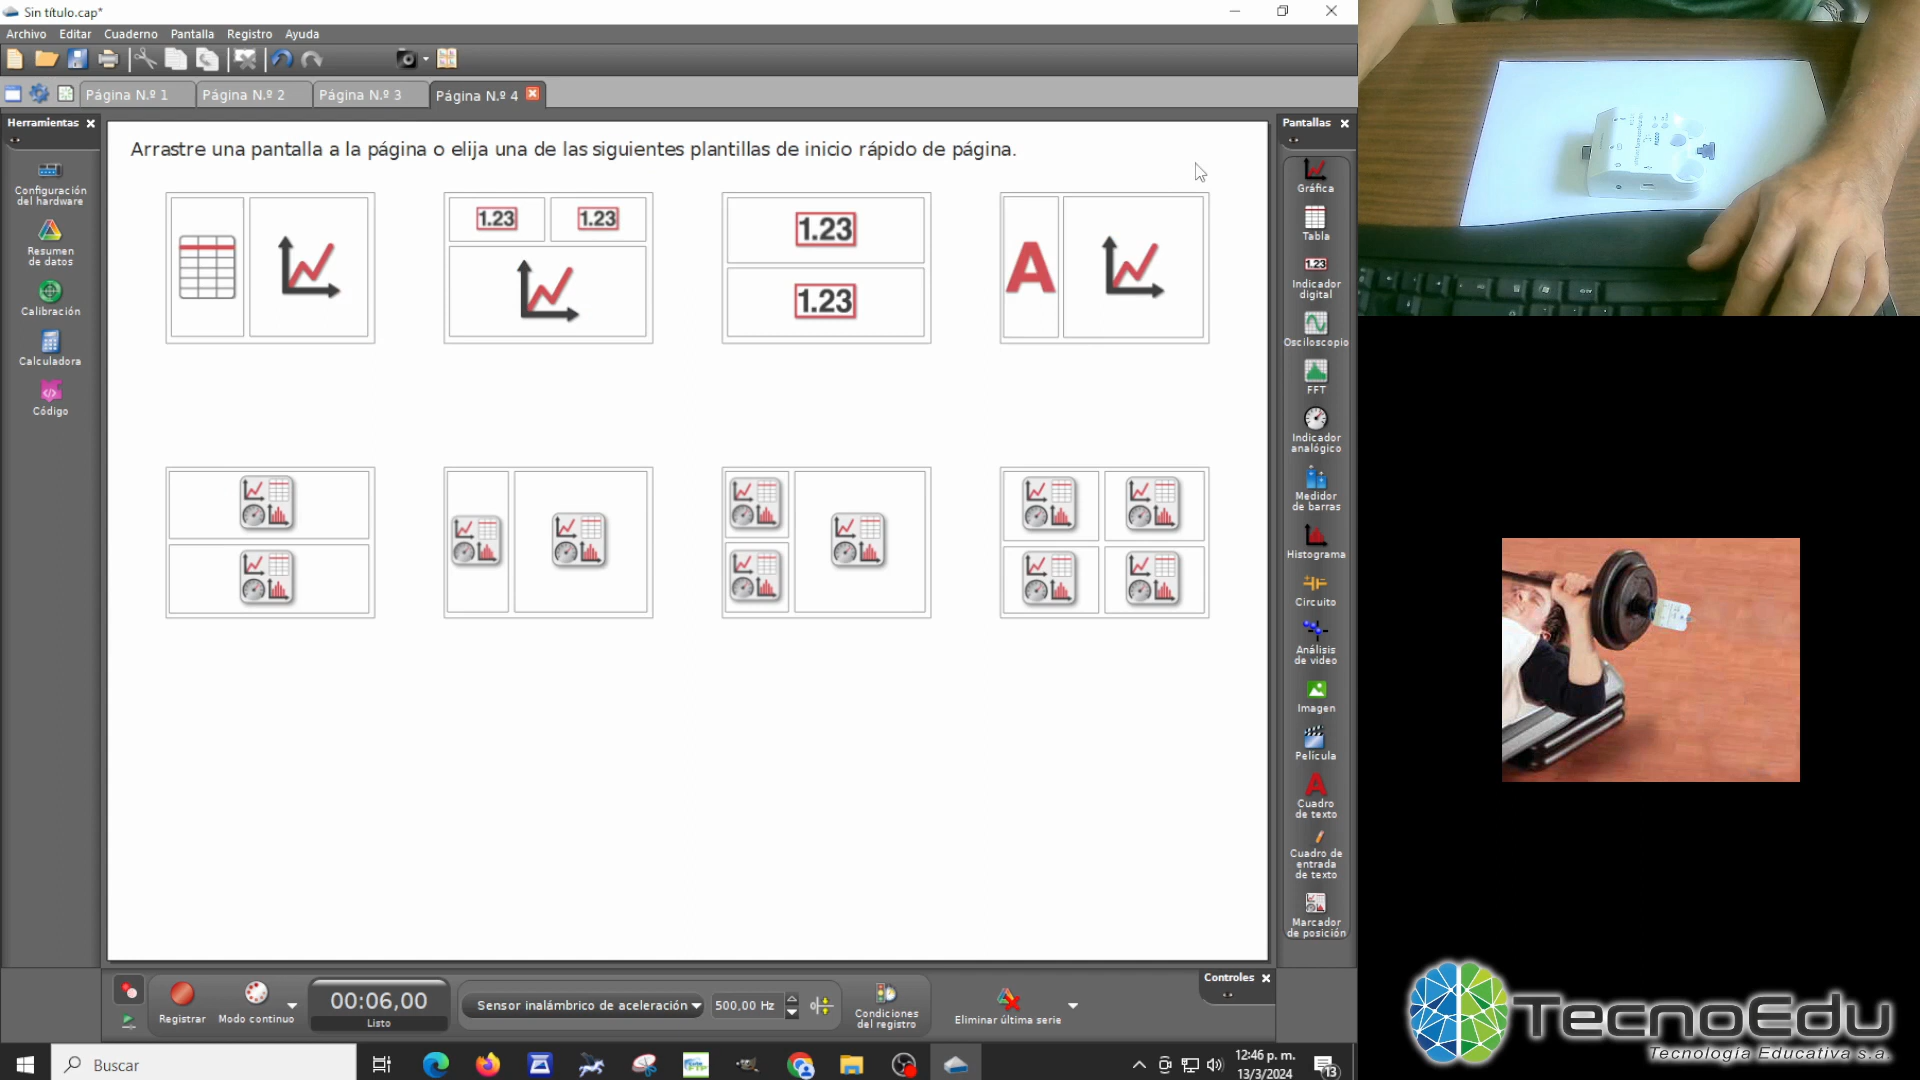 Sin título.cap*
Archivo Editar Cuaderno Pantalla Registro Ayuda
Página N.º 1 Página N.º 2 Página N.º 3 Página N.º 4
Herramientas
Configuración
del hardware
Resumen
de datos
Calibración
Calculadora
Código
Arrastre una pantalla a la página o elija una de las siguientes plantillas de inicio rápido de página.
1.23 1.23
1.23
1.23
A
Pantallas
Gráfica
Tabla
1.23
Indicador
digital
Osciloscopio
FFT
Indicador
analógico
Medidor
de barras
Histograma
Circuito
Análisis
de video
Imagen
Película
A
Cuadro
de texto
Cuadro de
entrada
de texto
Marcador
de posición
Registrar
Modo continuo
00:06,00
Listo
Sensor inalámbrico de aceleración
500,00 Hz
Condiciones
del registro
Eliminar última serie
Controles
Buscar
12:46 p. m.
13/3/2024
13
TecnoEdu
Tecnología Educativa s.a.